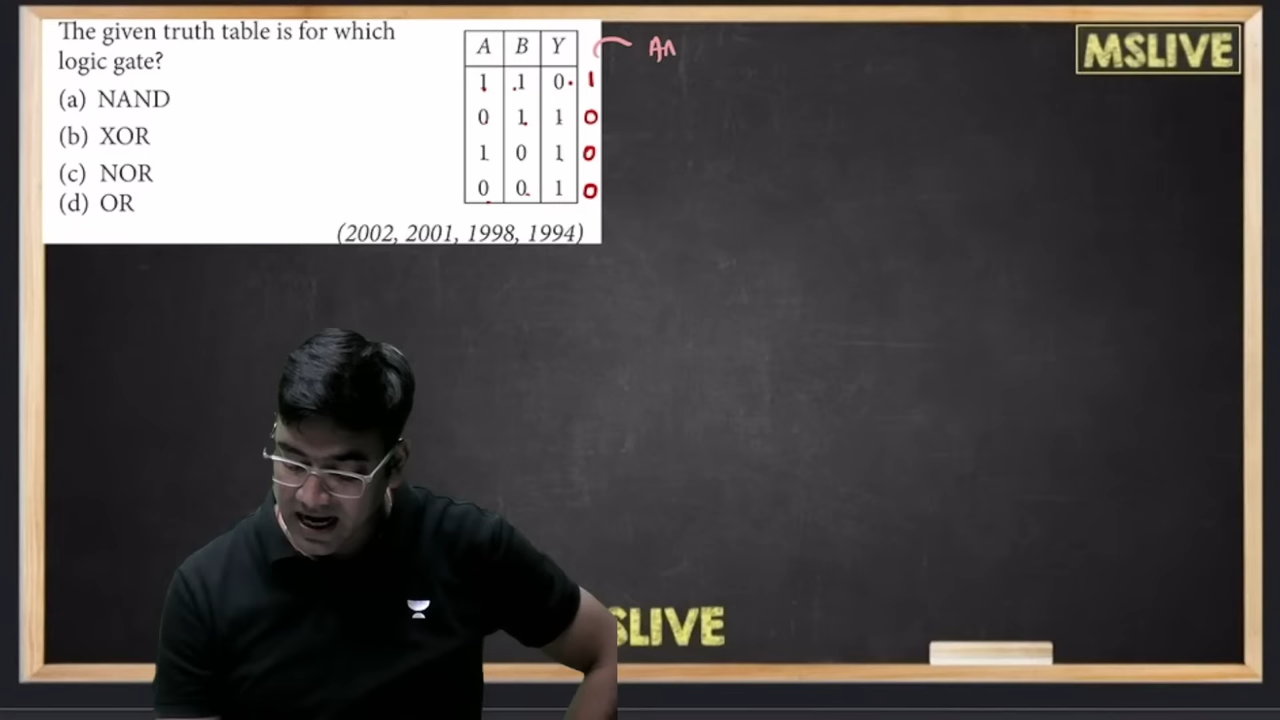 The given truth table is for which
logic gate?
(a) NAND
(b) XOR
(c) NOR
(d) OR
A B Y
1 1 0 1
0 1 1 0
1 0 1 0
0 0 1 0
(2002, 2001, 1998, 1994)
An
MSLIVE
SLIVE